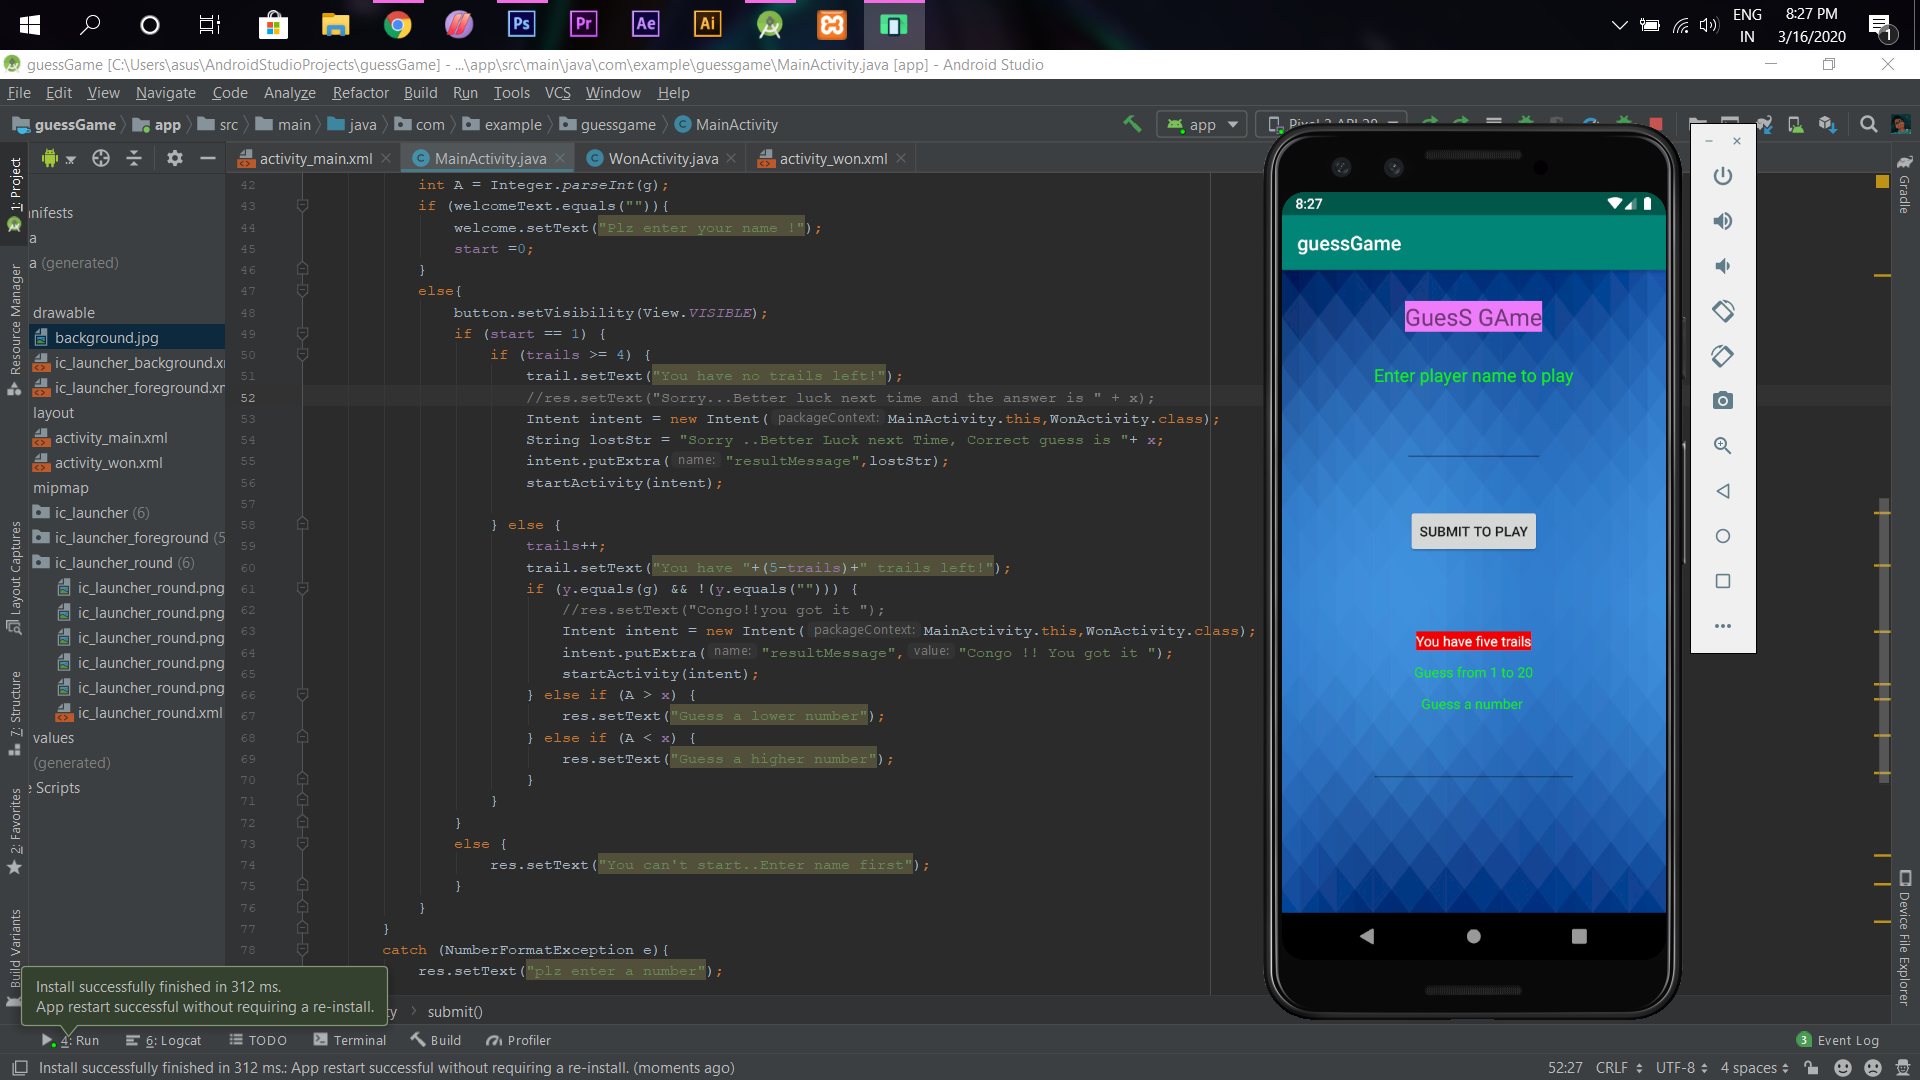 Ps
Pr
Ae
Ai
ENG
IN
8:27 PM
3/16/2020
1
guessGame [C:\Users\asus\AndroidStudioProjects\guessGame] - ...\app\src\main\java\com\example\guessgame\MainActivity.java [app] - Android Studio
File Edit View Navigate Code Analyze Refactor Build Run Tools VCS Window Help
guessGame app src main java com example guessgame MainActivity
app
activity_main.xml MainActivity.java WonActivity.java activity_won.xml
1: Project
Resource Manager
Layout Captures
7: Structure
2: Favorites
Build Variants
anifests
a
a (generated)
drawable
background.jpg
ic_launcher_background.x
ic_launcher_foreground.xm
layout
activity_main.xml
activity_won.xml
mipmap
ic_launcher (6)
ic_launcher_foreground (5
ic_launcher_round (6)
ic_launcher_round.png
ic_launcher_round.png
ic_launcher_round.png
ic_launcher_round.png
ic_launcher_round.png
ic_launcher_round.xml
values
(generated)
e Scripts
42 int A = Integer.parseInt(g);
43 if (welcomeText.equals("")){
44 welcome.setText("Plz enter your name !");
45 start =0;
46 }
47 else{
48 button.setVisibility(View.VISIBLE);
49 if (start == 1) {
50 if (trails >= 4) {
51 trail.setText("You have no trails left!");
52 //res.setText("Sorry...Better luck next time and the answer is " + x);
53 Intent intent = new Intent( packageContext: MainActivity.this,WonActivity.class);
54 String lostStr = "Sorry ..Better Luck next Time, Correct guess is "+ x;
55 intent.putExtra( name: "resultMessage",lostStr);
56 startActivity(intent);
57
58 } else {
59 trails++;
60 trail.setText("You have "+(5-trails)+" trails left!");
61 if (y.equals(g) && !(y.equals(""))) {
62 //res.setText("Congo!!you got it ");
63 Intent intent = new Intent( packageContext: MainActivity.this,WonActivity.class);
64 intent.putExtra( name: "resultMessage", value: "Congo !! You got it ");
65 startActivity(intent);
66 } else if (A > x) {
67 res.setText("Guess a lower number");
68 } else if (A < x) {
69 res.setText("Guess a higher number");
70 }
71 }
72 }
73 else {
74 res.setText("You can't start..Enter name first");
75 }
76 }
77 }
78 catch (NumberFormatException e){
res.setText("plz enter a number");
8:27
guessGame
GuesS GAme
Enter player name to play
SUBMIT TO PLAY
You have five trails
Guess from 1 to 20
Guess a number
Gradle
Device File Explorer
Install successfully finished in 312 ms.
App restart successful without requiring a re-install.
ty submit()
4: Run 6: Logcat TODO Terminal Build Profiler
3 Event Log
Install successfully finished in 312 ms.: App restart successful without requiring a re-install. (moments ago)
52:27 CRLF UTF-8 4 spaces